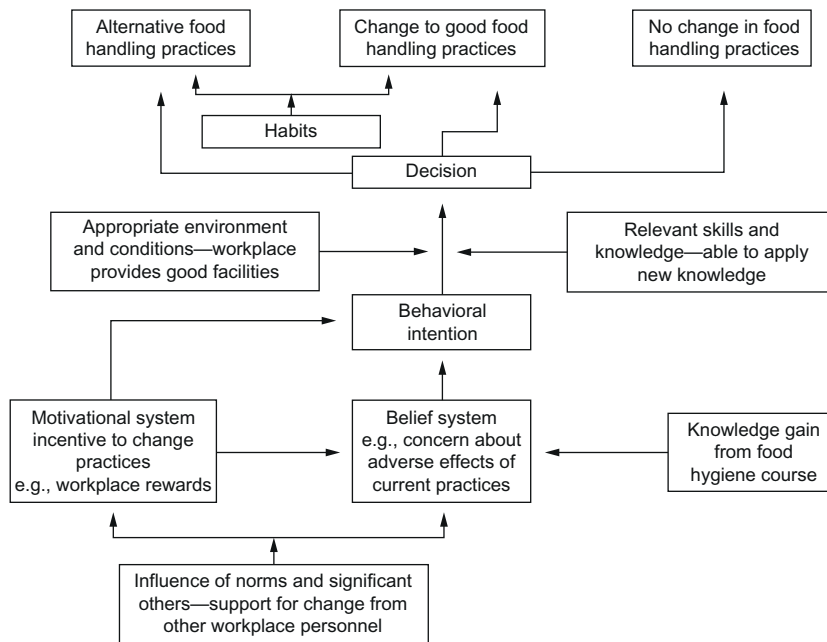 Alternative food
handling practices
Change to good food
handling practices
No change in food
handling practices
Habits
Decision
Appropriate environment
and conditions—workplace
provides good facilities
Relevant skills and
knowledge—able to apply
new knowledge
Behavioral
intention
Motivational system
incentive to change
practices
e.g., workplace rewards
Belief system
e.g., concern about
adverse effects of
current practices
Knowledge gain
from food
hygiene course
Influence of norms and significant
others—support for change from
other workplace personnel